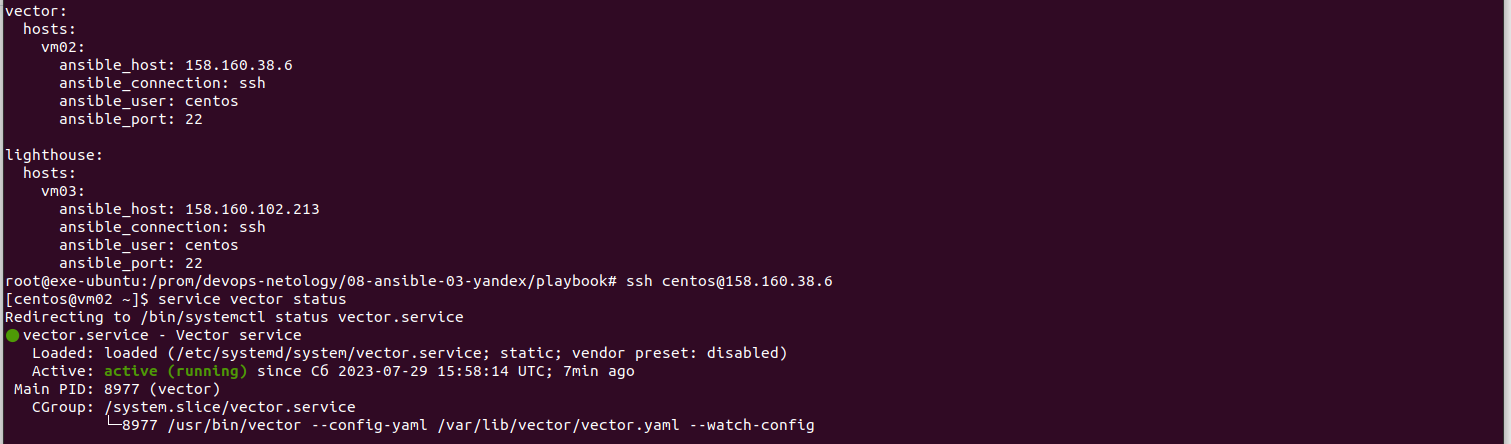 vector:
  hosts:
    vm02:
      ansible_host: 158.160.38.6
      ansible_connection: ssh
      ansible_user: centos
      ansible_port: 22

lighthouse:
  hosts:
    vm03:
      ansible_host: 158.160.102.213
      ansible_connection: ssh
      ansible_user: centos
      ansible_port: 22
root@exe-ubuntu:/prom/devops-netology/08-ansible-03-yandex/playbook# ssh centos@158.160.38.6
[centos@vm02 ~]$ service vector status
Redirecting to /bin/systemctl status vector.service
● vector.service - Vector service
   Loaded: loaded (/etc/systemd/system/vector.service; static; vendor preset: disabled)
   Active: active (running) since Сб 2023-07-29 15:58:14 UTC; 7min ago
 Main PID: 8977 (vector)
   CGroup: /system.slice/vector.service
           └─8977 /usr/bin/vector --config-yaml /var/lib/vector/vector.yaml --watch-config